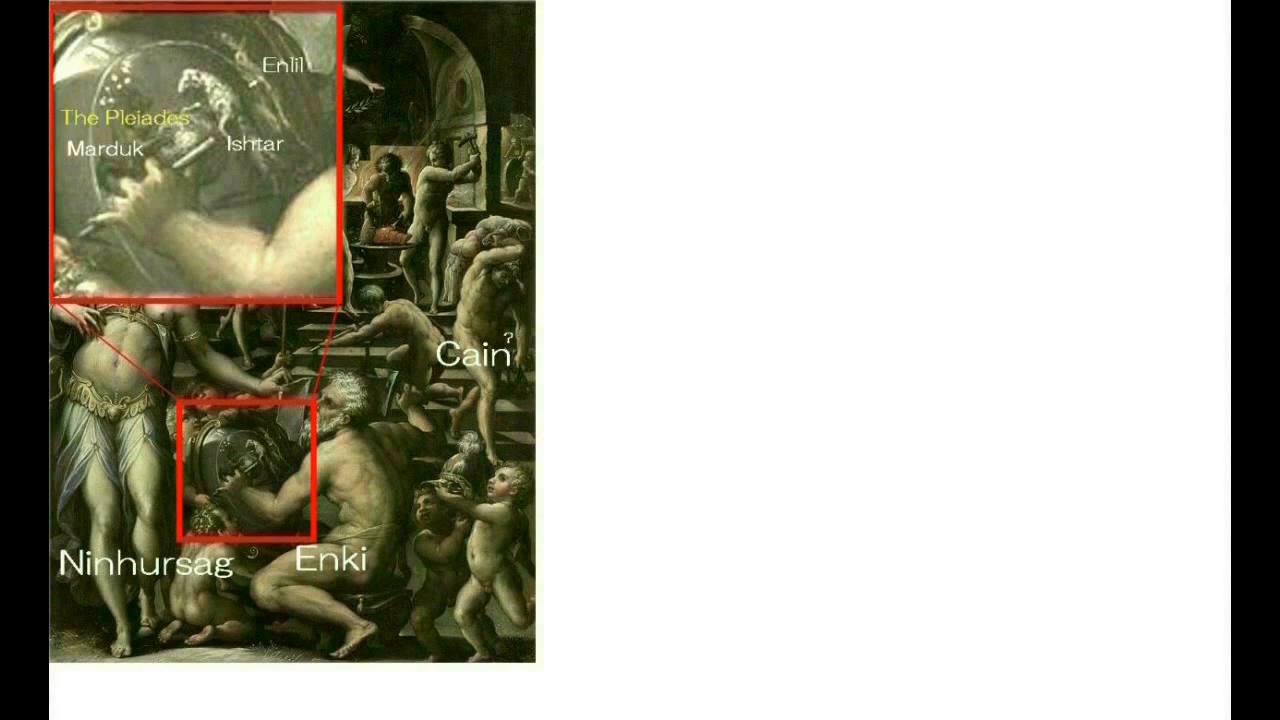 Enlil
The Pleiades
Marduk
Ishtar
?
Cain
Ninhursag ?
Enki